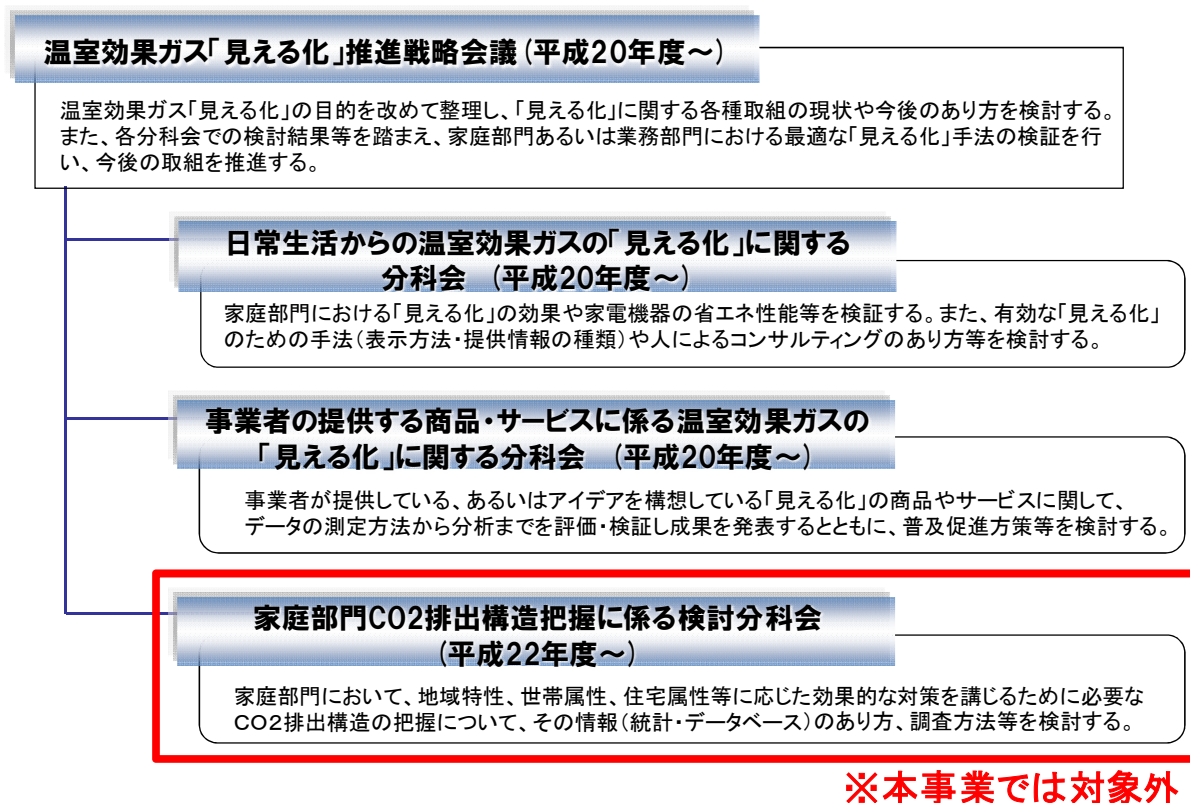 温室効果ガス「見える化」推進戦略会議(平成20年度～)
温室効果ガス「見える化」の目的を改めて整理し、「見える化」に関する各種取組の現状や今後のあり方を検討する。
また、各分科会での検討結果等を踏まえ、家庭部門あるいは業務部門における最適な「見える化」手法の検証を行
い、今後の取組を推進する。
日常生活からの温室効果ガスの「見える化」に関する
分科会　(平成20年度～)
家庭部門における「見える化」の効果や家電機器の省エネ性能等を検証する。また、有効な「見える化」
のための手法(表示方法・提供情報の種類)や人によるコンサルティングのあり方等を検討する。
事業者の提供する商品・サービスに係る温室効果ガスの
「見える化」に関する分科会　(平成20年度～)
事業者が提供している、あるいはアイデアを構想している「見える化」の商品やサービスに関して、
データの測定方法から分析までを評価・検証し成果を発表するとともに、普及促進方策等を検討する。
家庭部門CO2排出構造把握に係る検討分科会
(平成22年度～)
家庭部門において、地域特性、世帯属性、住宅属性等に応じた効果的な対策を講じるために必要な
CO2排出構造の把握について、その情報(統計・データベース)のあり方、調査方法等を検討する。
※本事業では対象外